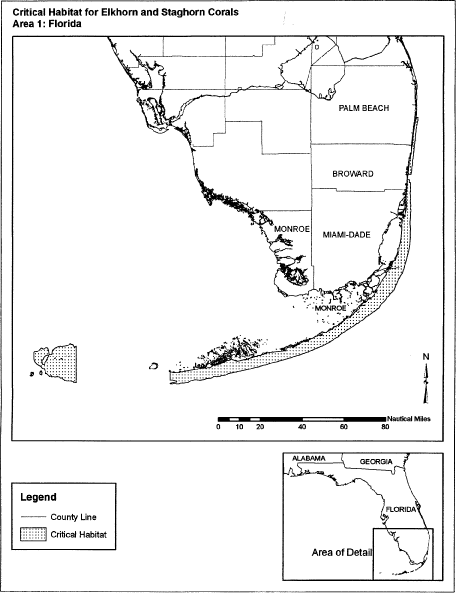 Critical Habitat for Elkhorn and Staghorn Corals
Area 1: Florida
PALM BEACH
BROWARD
MONROE
MIAMI-DADE
MONROE
N
Nautical Miles
0 10 20 40 60 80
Legend
County Line
Critical Habitat
ALABAMA
GEORGIA
FLORIDA
Area of Detail